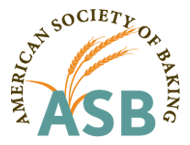 AMERICAN SOCIETY OF BAKING
ASB